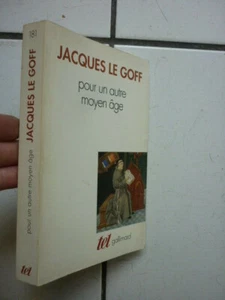 JACQUES LE GOFF
pour un autre
moyen âge
tel gallimard
tel pour un autre moyen âge JACQUES LE GOFF